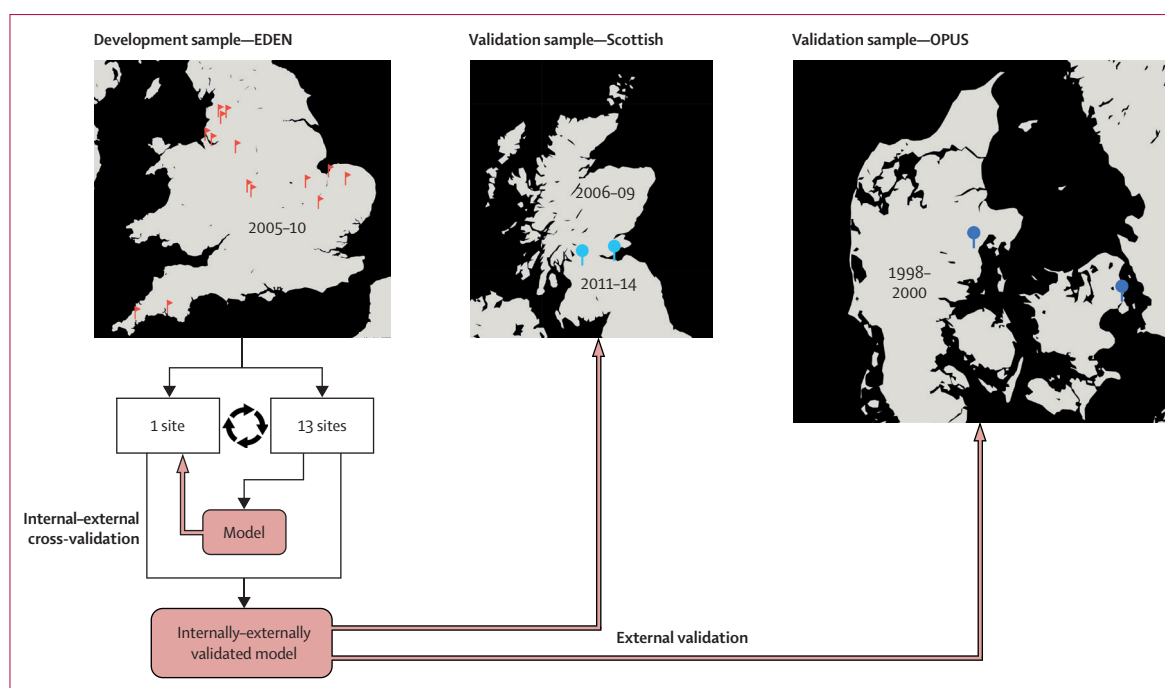 Development sample—EDEN
Validation sample—Scottish
Validation sample—OPUS
2005–10
2006–09
2011–14
1998–
2000
1 site
13 sites
Internal–external
cross-validation
Model
Internally–externally
validated model
External validation